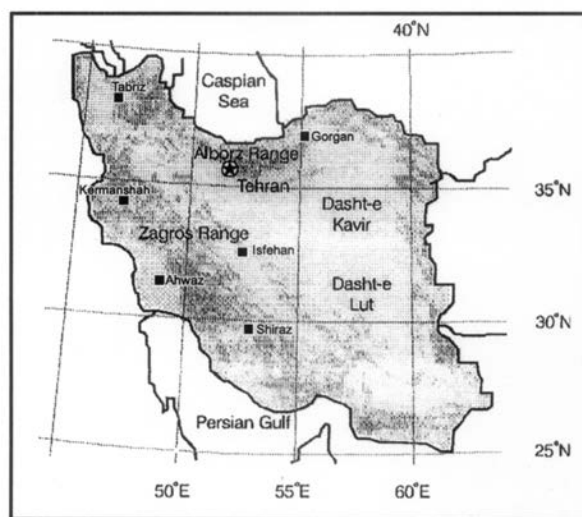 40°N
Caspian
Sea
Tabriz
Gorgan
Alborz Range
Tehran
35°N
Kermanshah
Dasht-e
Kavir
Zagros Range
Isfehan
Ahwaz
Dasht-e
Lut
30°N
Shiraz
Persian Gulf
25°N
50°E
55°E
60°E